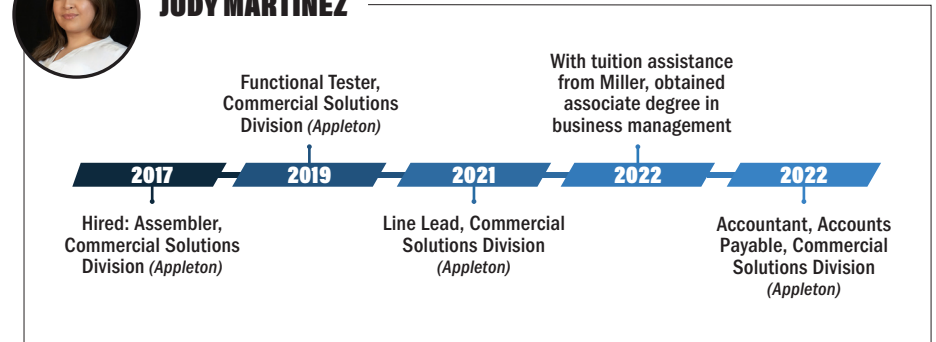 JUDY MARTINEZ
With tuition assistance
from Miller, obtained
associate degree in
business management
Functional Tester,
Commercial Solutions
Division (Appleton)
2017
2019
2021
2022
2022
Hired: Assembler,
Commercial Solutions
Division (Appleton)
Line Lead, Commercial
Solutions Division
(Appleton)
Accountant, Accounts
Payable, Commercial
Solutions Division
(Appleton)